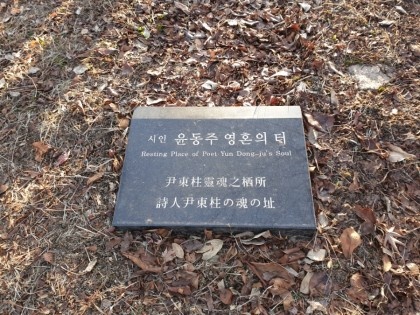 시인 윤동주 영혼의 터
Resting Place of Poet Yun Dong-ju's Soul
尹東柱靈魂之栖所
詩人尹東柱の魂の址